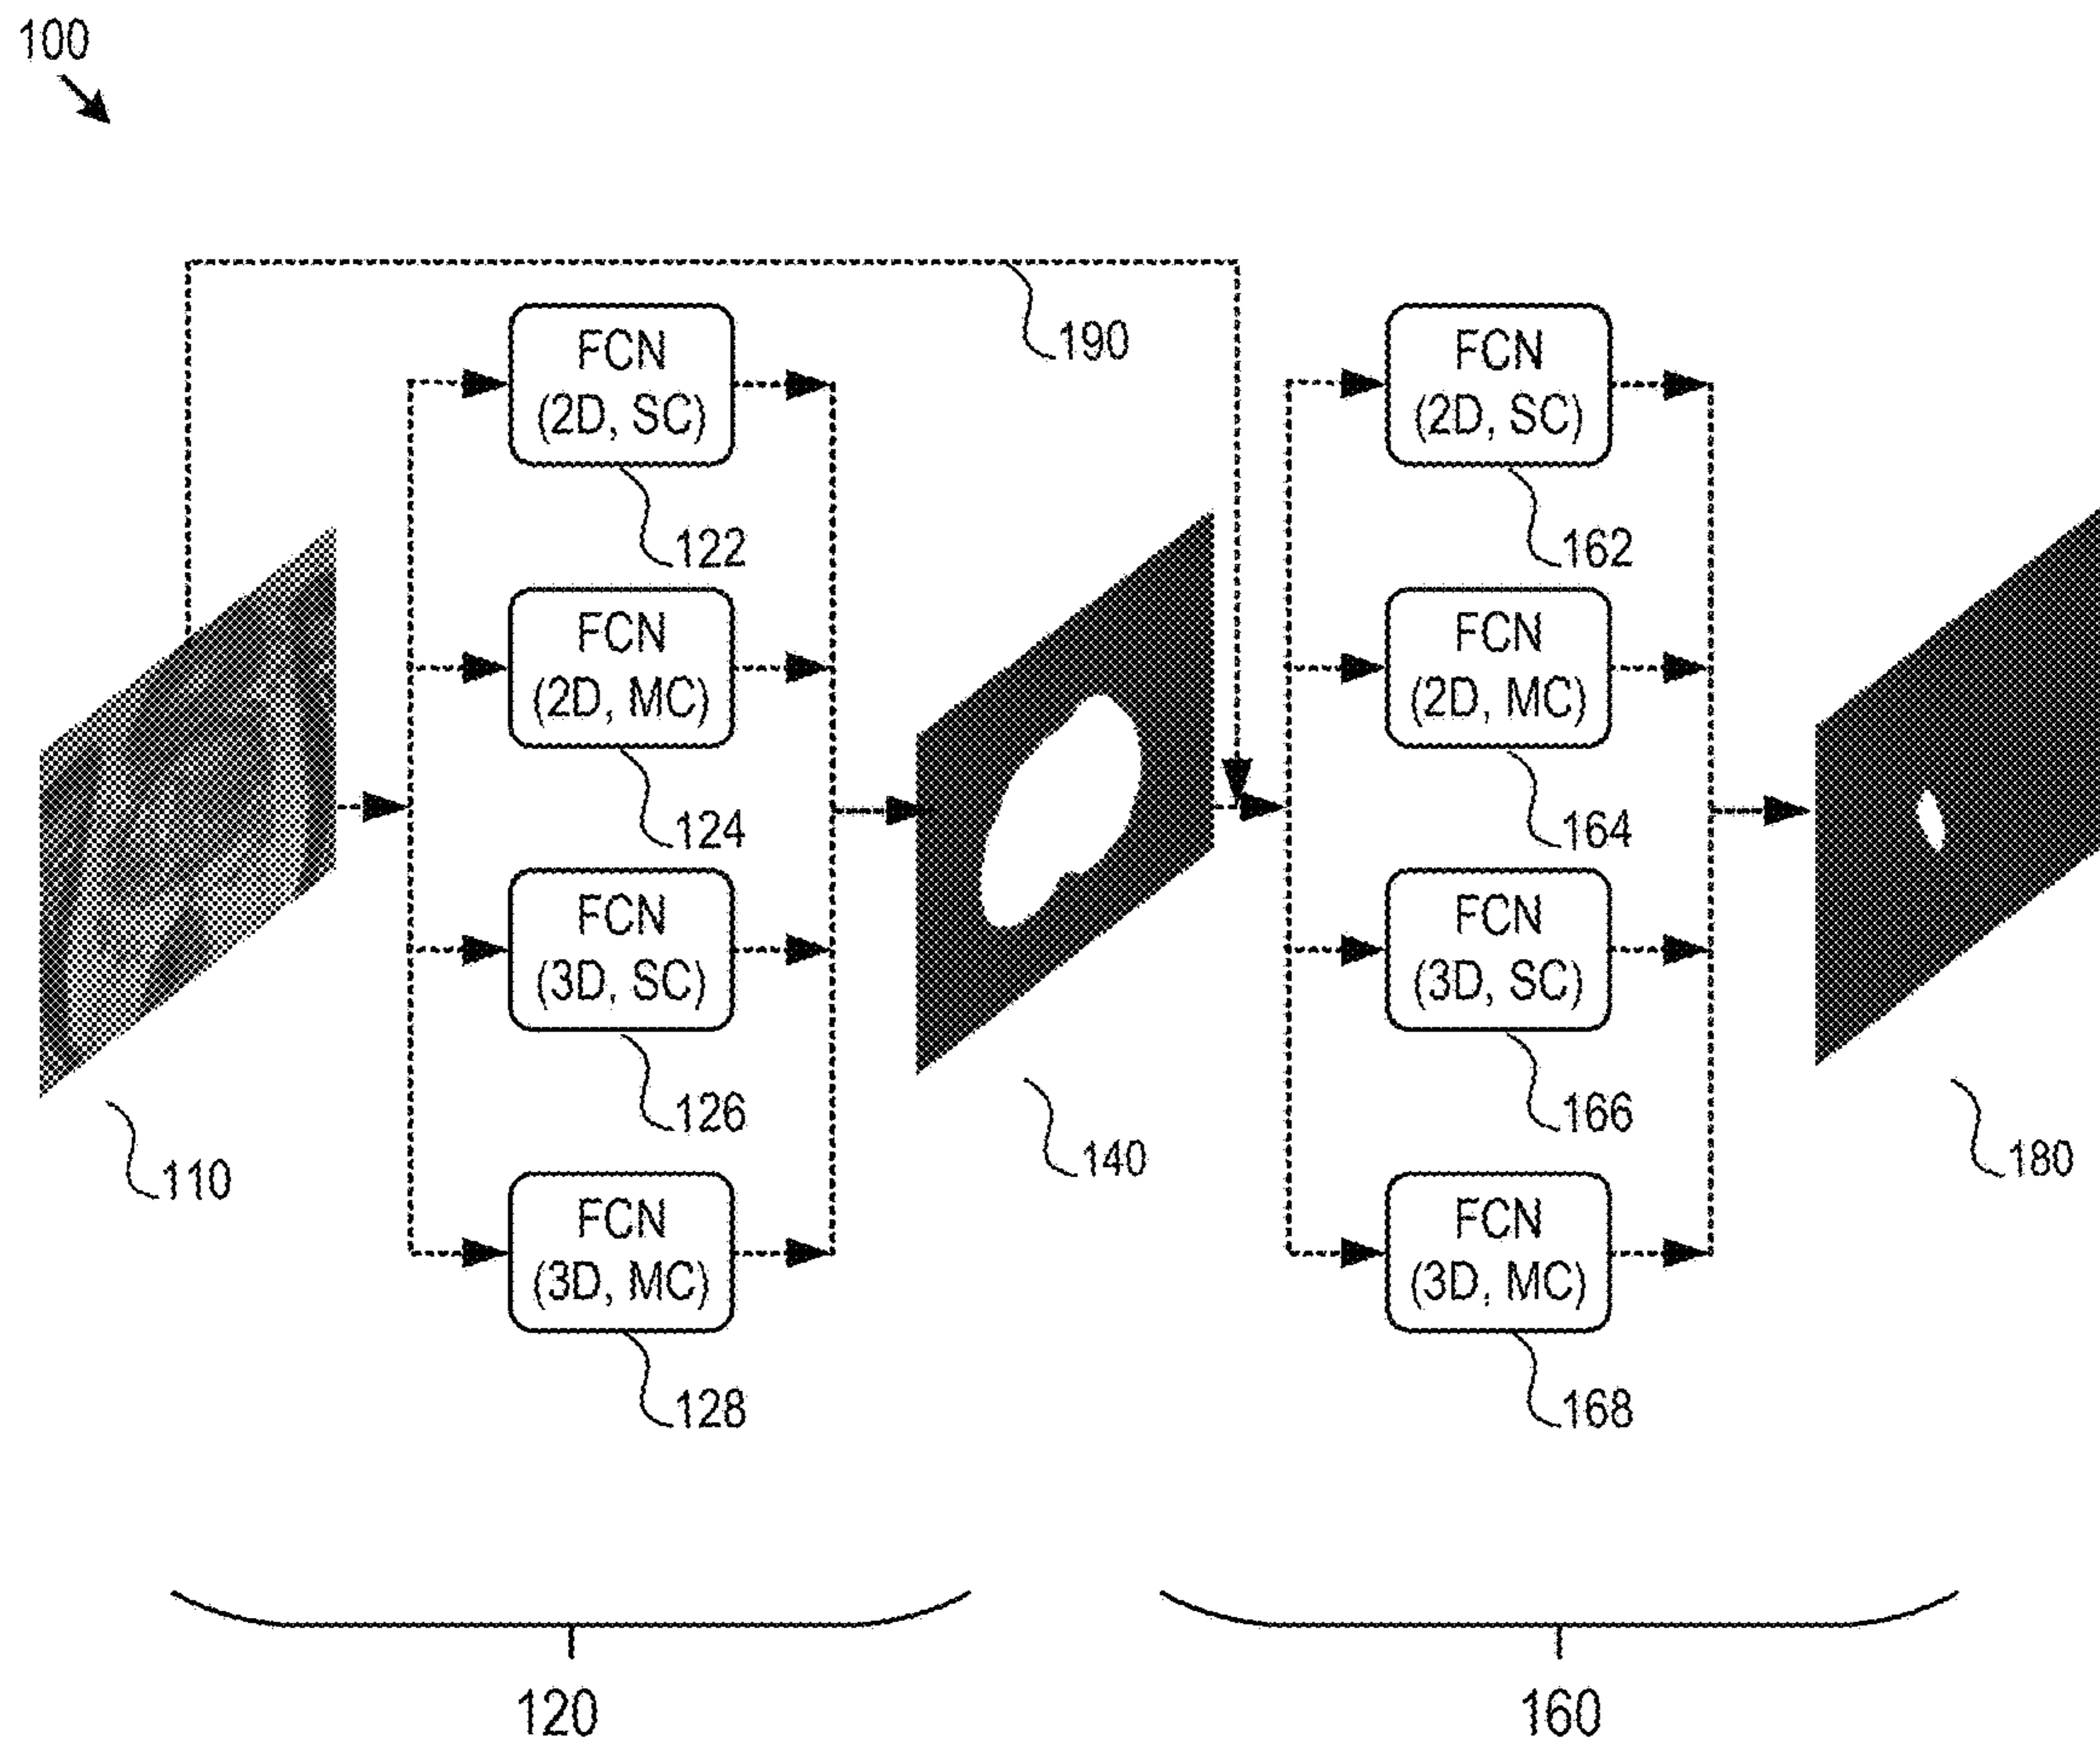 100
190
FCN
(2D, SC)
122
FCN
(2D, MC)
124
FCN
(3D, SC)
126
FCN
(3D, MC)
128
110
140
FCN
(2D, SC)
162
FCN
(2D, MC)
164
FCN
(3D, SC)
166
FCN
(3D, MC)
168
180
120
160